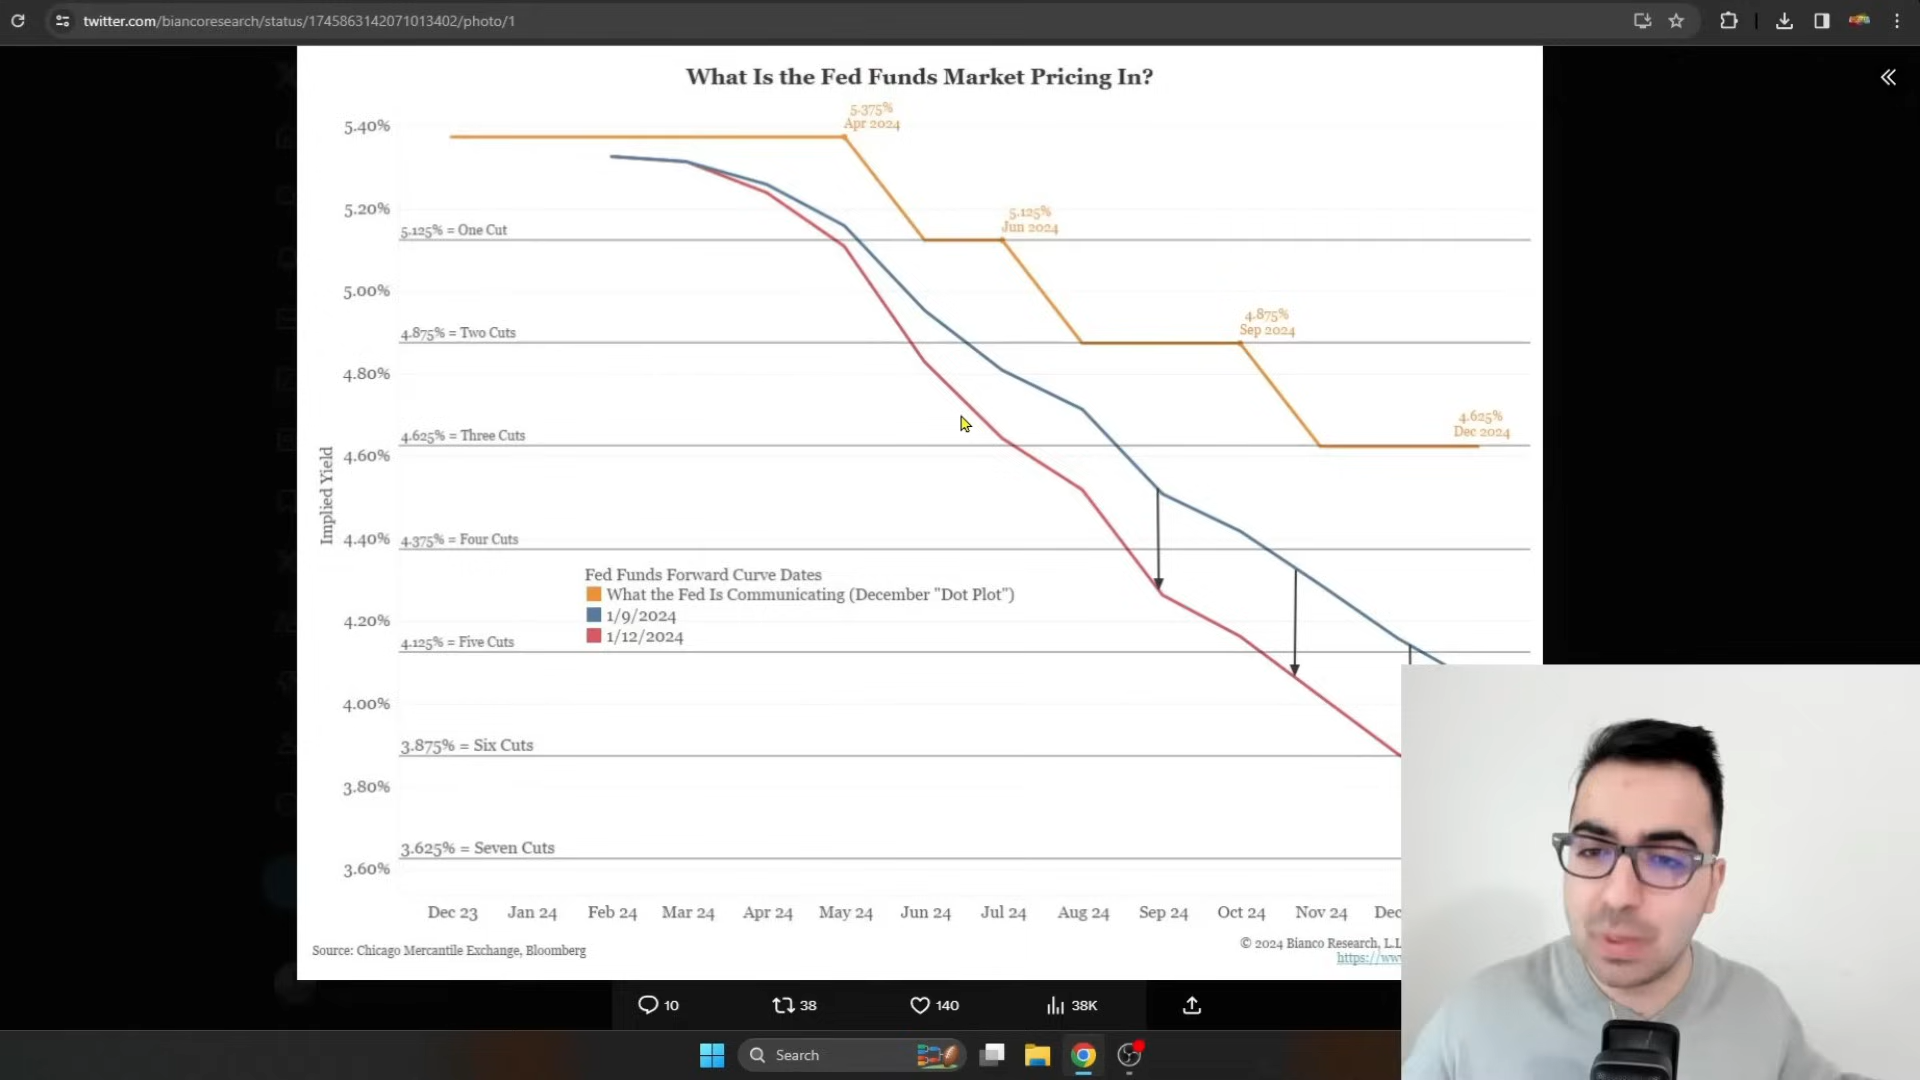 twitter.com/biancoresearch/status/1745863142071013402/photo/1
What Is the Fed Funds Market Pricing In?
5.375%
Apr 2024
5.40%
5.20%
5.125%
Jun 2024
5.125% = One Cut
5.00%
4.875%
Sep 2024
4.875% = Two Cuts
4.80%
4.625%
Dec 2024
4.625% = Three Cuts
4.60%
Implied Yield
4.40%
4.375% = Four Cuts
Fed Funds Forward Curve Dates
What the Fed Is Communicating (December "Dot Plot")
1/9/2024
1/12/2024
4.20%
4.125% = Five Cuts
4.00%
3.875% = Six Cuts
3.80%
3.625% = Seven Cuts
3.60%
Dec 23 Jan 24 Feb 24 Mar 24 Apr 24 May 24 Jun 24 Jul 24 Aug 24 Sep 24 Oct 24 Nov 24 Dec
Source: Chicago Mercantile Exchange, Bloomberg
© 2024 Bianco Research, L.L
https://ww
10 38 140 38K
Search